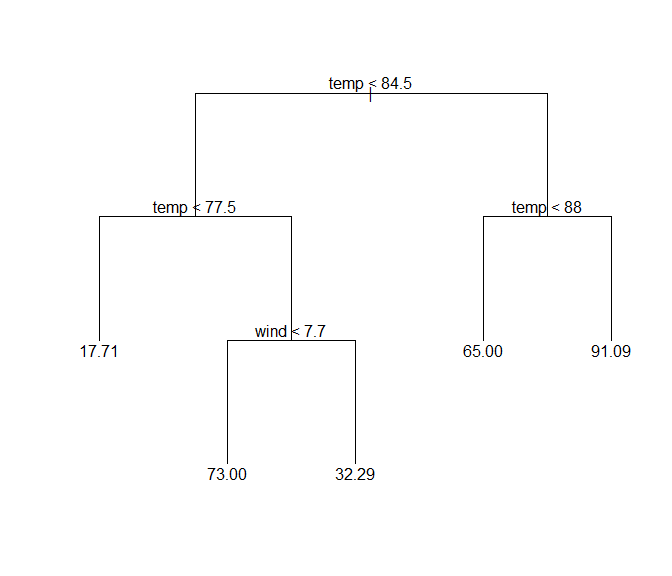 temp < 84.5
temp < 77.5
temp < 88
wind < 7.7
17.71
65.00
91.09
73.00
32.29